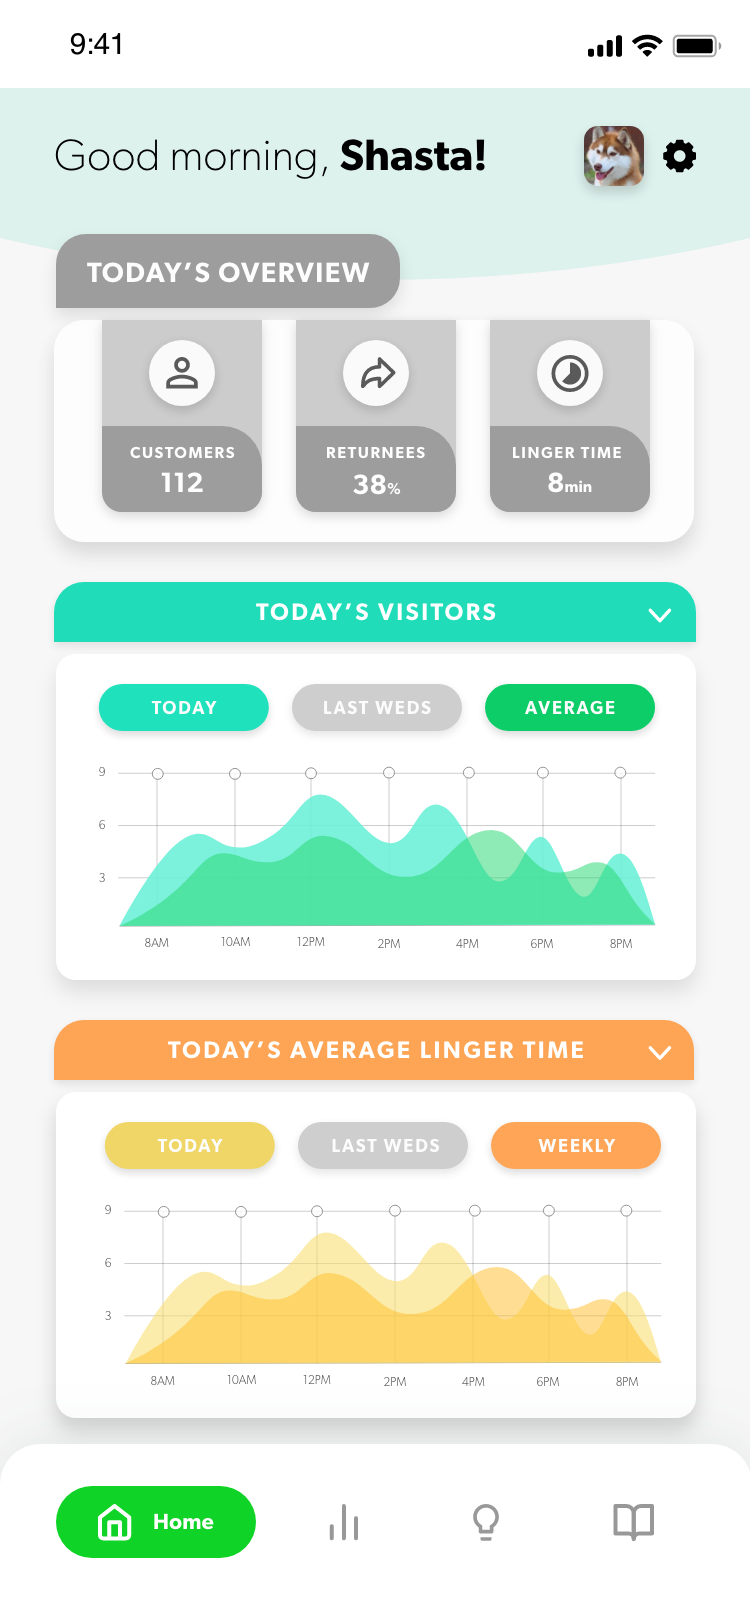 9:41
Good morning, Shasta!
TODAY'S OVERVIEW
CUSTOMERS
112
RETURNEES
38%
LINGER TIME
8min
TODAY'S VISITORS
TODAY
LAST WEDS
AVERAGE
9
6
3
8AM 10AM 12PM 2PM 4PM 6PM 8PM
TODAY'S AVERAGE LINGER TIME
TODAY
LAST WEDS
WEEKLY
9
6
3
8AM 10AM 12PM 2PM 4PM 6PM 8PM
Home